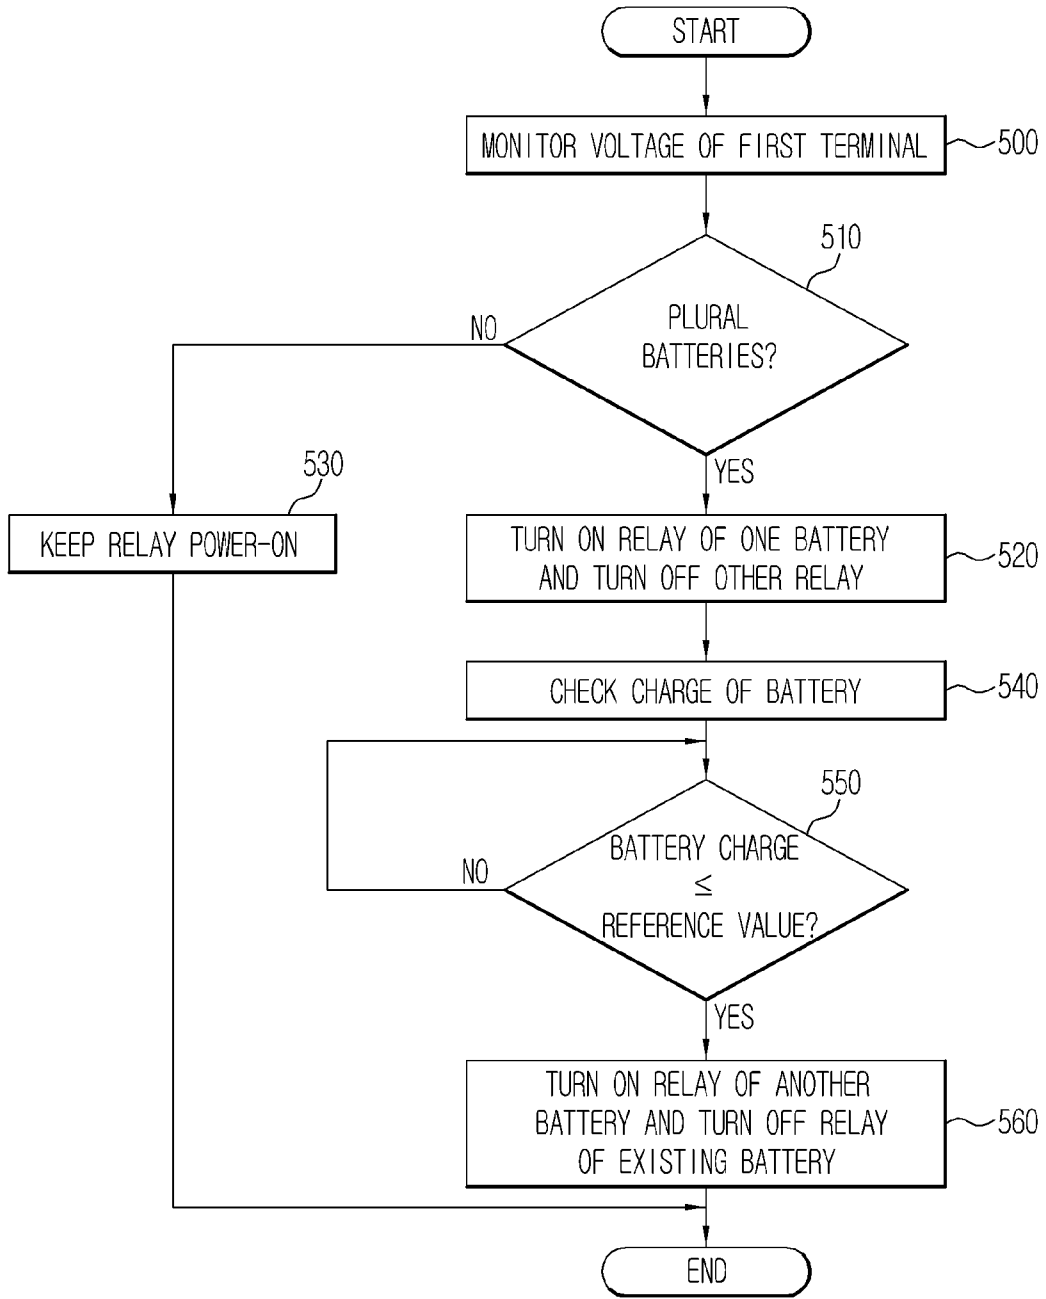 START
MONITOR VOLTAGE OF FIRST TERMINAL
500
510
PLURAL
BATTERIES?
NO
YES
530
KEEP RELAY POWER-ON
TURN ON RELAY OF ONE BATTERY
AND TURN OFF OTHER RELAY
520
CHECK CHARGE OF BATTERY
540
550
BATTERY CHARGE
≤
REFERENCE VALUE?
NO
YES
TURN ON RELAY OF ANOTHER
BATTERY AND TURN OFF RELAY
OF EXISTING BATTERY
560
END